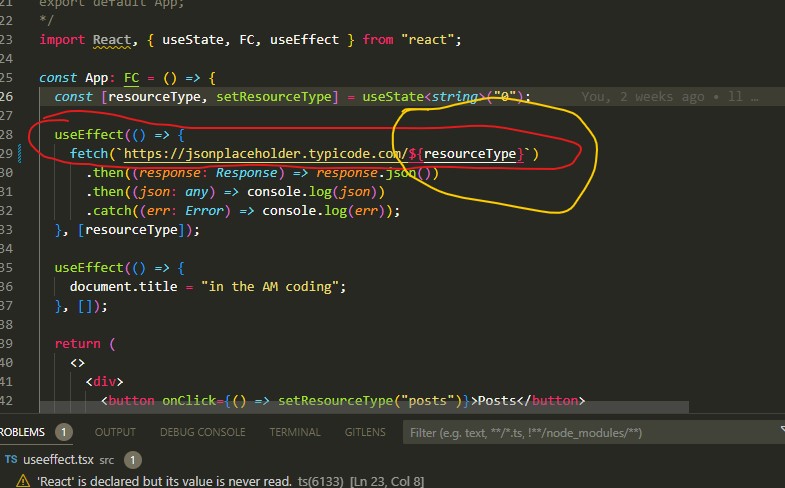 21 export default App;
22 */
23 import React, { useState, FC, useEffect } from "react";
24
25 const App: FC = () => {
26 const [resourceType, setResourceType] = useState<string>("0"); You, 2 weeks ago • ll …
27
28 useEffect(() => {
29 fetch(`https://jsonplaceholder.typicode.com/${resourceType}`)
30 .then((response: Response) => response.json())
31 .then((json: any) => console.log(json))
32 .catch((err: Error) => console.log(err));
33 }, [resourceType]);
34
35 useEffect(() => {
36 document.title = "in the AM coding";
37 }, []);
38
39 return (
40 <>
41 <div>
42 <button onClick={() => setResourceType("posts")}>Posts</button>
ROBLEMS 1 OUTPUT DEBUG CONSOLE TERMINAL GITLENS Filter (e.g. text, **/*.ts, !**/node_modules/**)
TS useeffect.tsx src 1
'React' is declared but its value is never read. ts(6133) [Ln 23, Col 8]